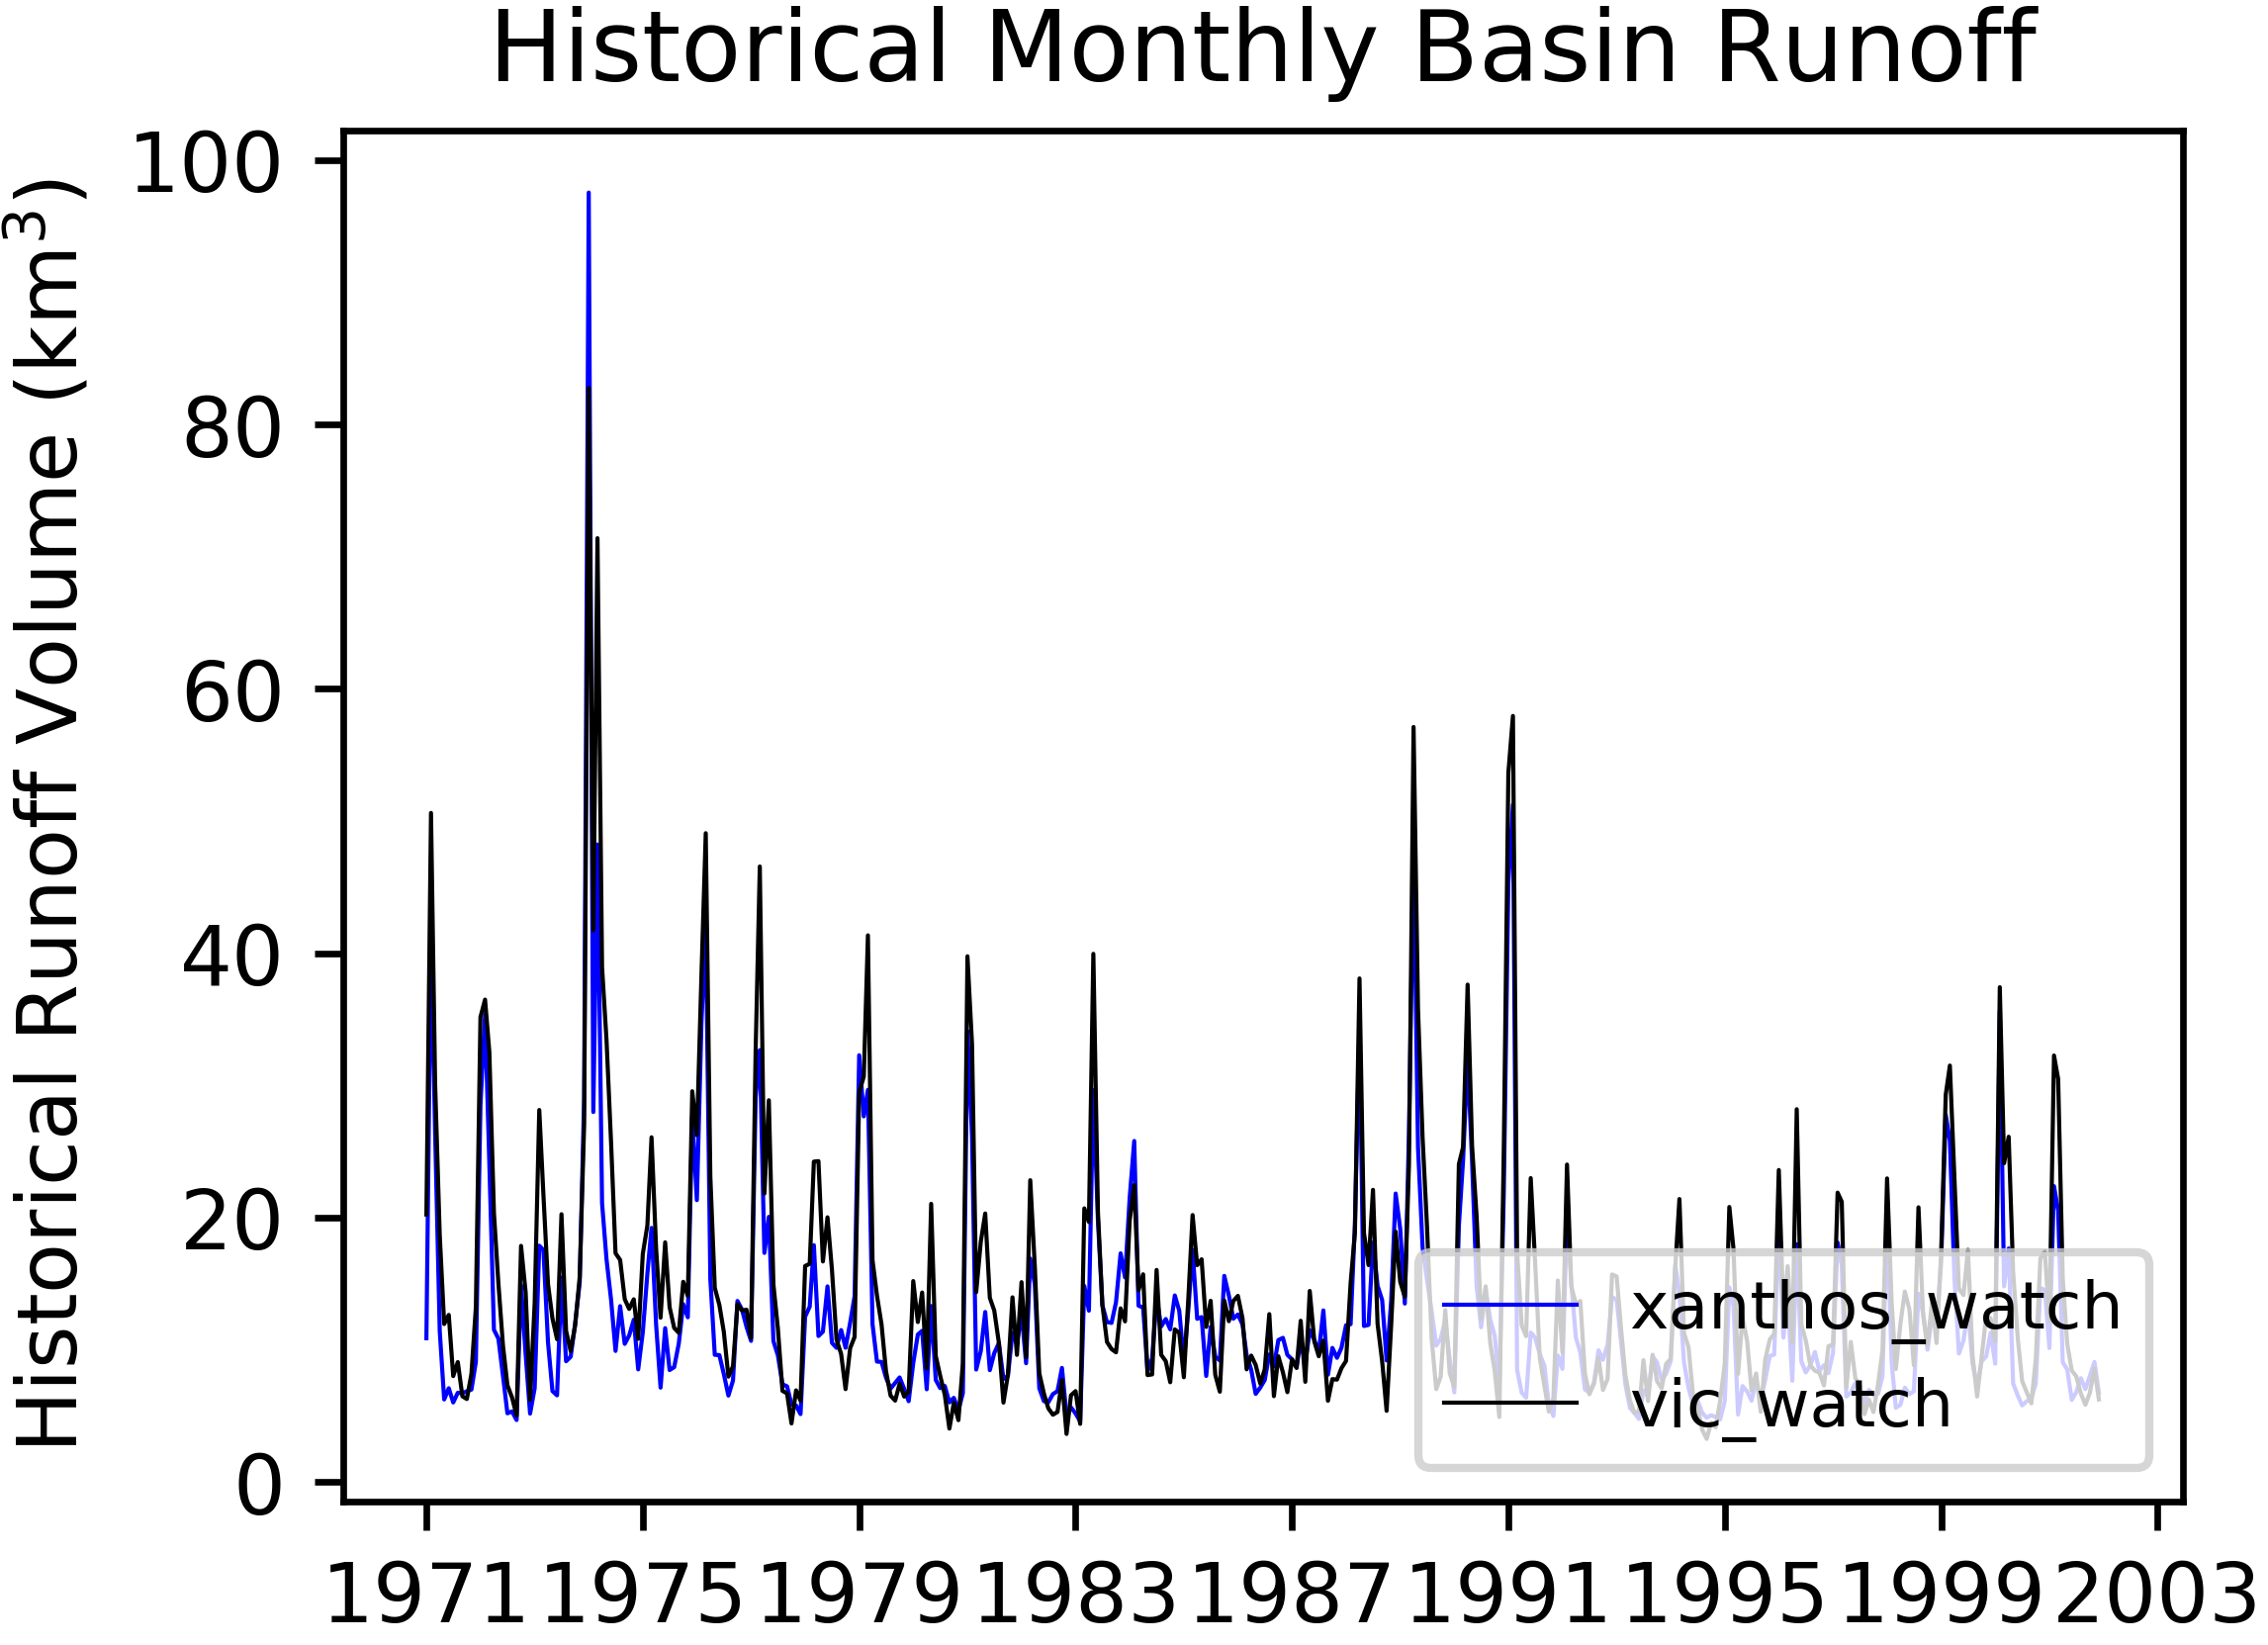 Historical Monthly Basin Runoff
Historical Runoff Volume (km³)
100
80
60
40
20
0
xanthos_watch
vic_watch
1971 1975 1979 1983 1987 1991 1995 1999 2003